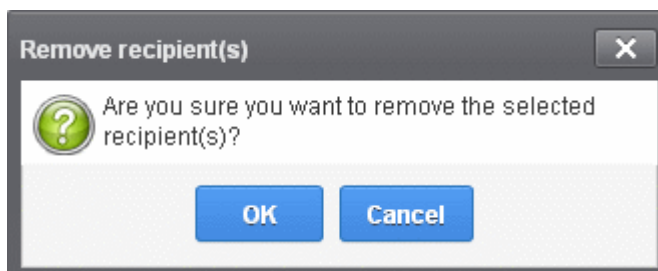 Remove recipient(s)
Are you sure you want to remove the selected
recipient(s)?
OK
Cancel